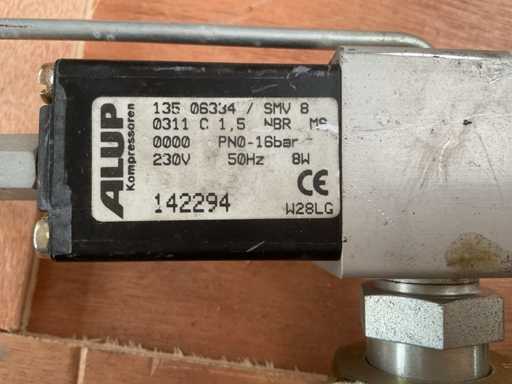 ALUP
Kompressoren
135 06334 / SMV 8
0311 C 1,5 NBR MS
0000 PN0-16bar
230V 50Hz 8W
CE
142294
W28LG